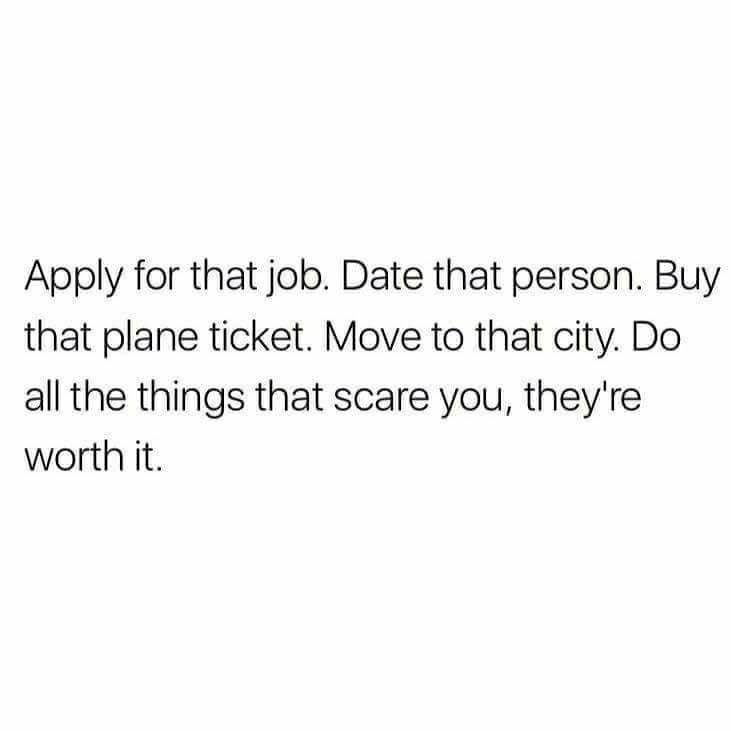 Apply for that job. Date that person. Buy
that plane ticket. Move to that city. Do
all the things that scare you, they're
worth it.